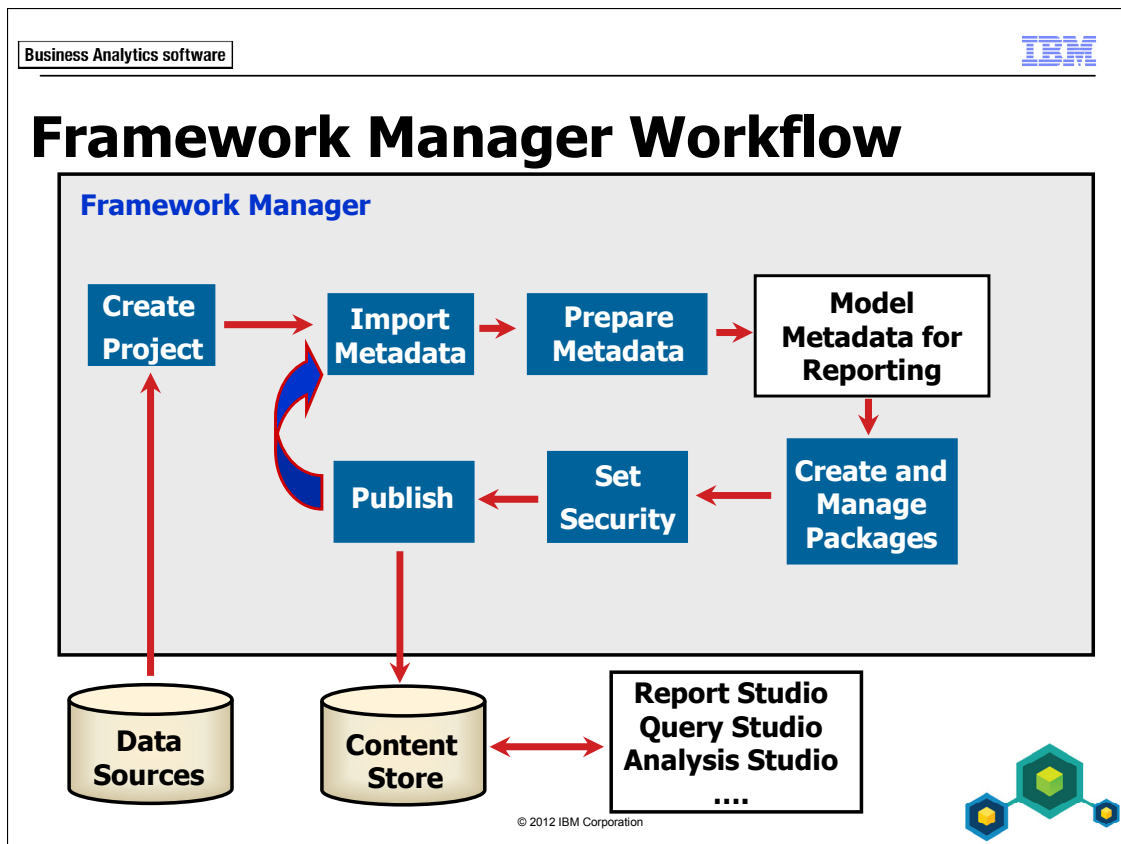 Business Analytics software
IBM
Framework Manager Workflow
Framework Manager
Create
Project
Import
Metadata
Prepare
Metadata
Model
Metadata for
Reporting
Publish
Set
Security
Create and
Manage
Packages
Data
Sources
Content
Store
Report Studio
Query Studio
Analysis Studio
....
© 2012 IBM Corporation